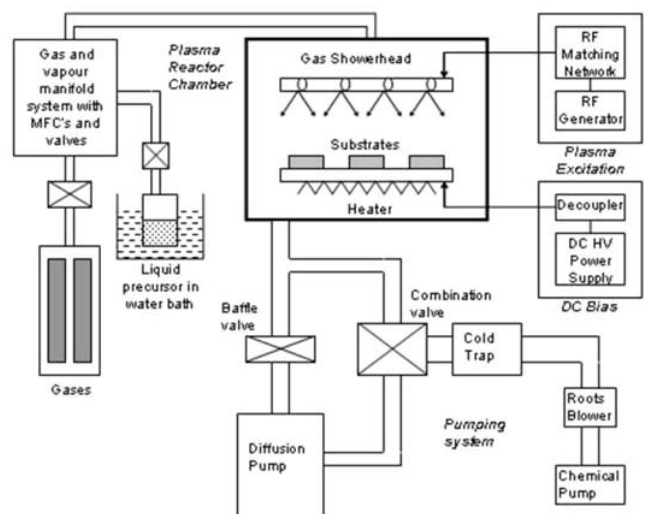 Gas and
vapour
manifold
system with
MFC's and
valves
Plasma
Reactor
Chamber
Gas Showerhead
Substrates
Heater
RF
Matching
Network
RF
Generator
Plasma
Excitation
Decoupler
DC HV
Power
Supply
DC Bias
Liquid
precursor in
water bath
Gases
Baffle
valve
Combination
valve
Cold
Trap
Roots
Blower
Pumping
system
Diffusion
Pump
Chemical
Pump